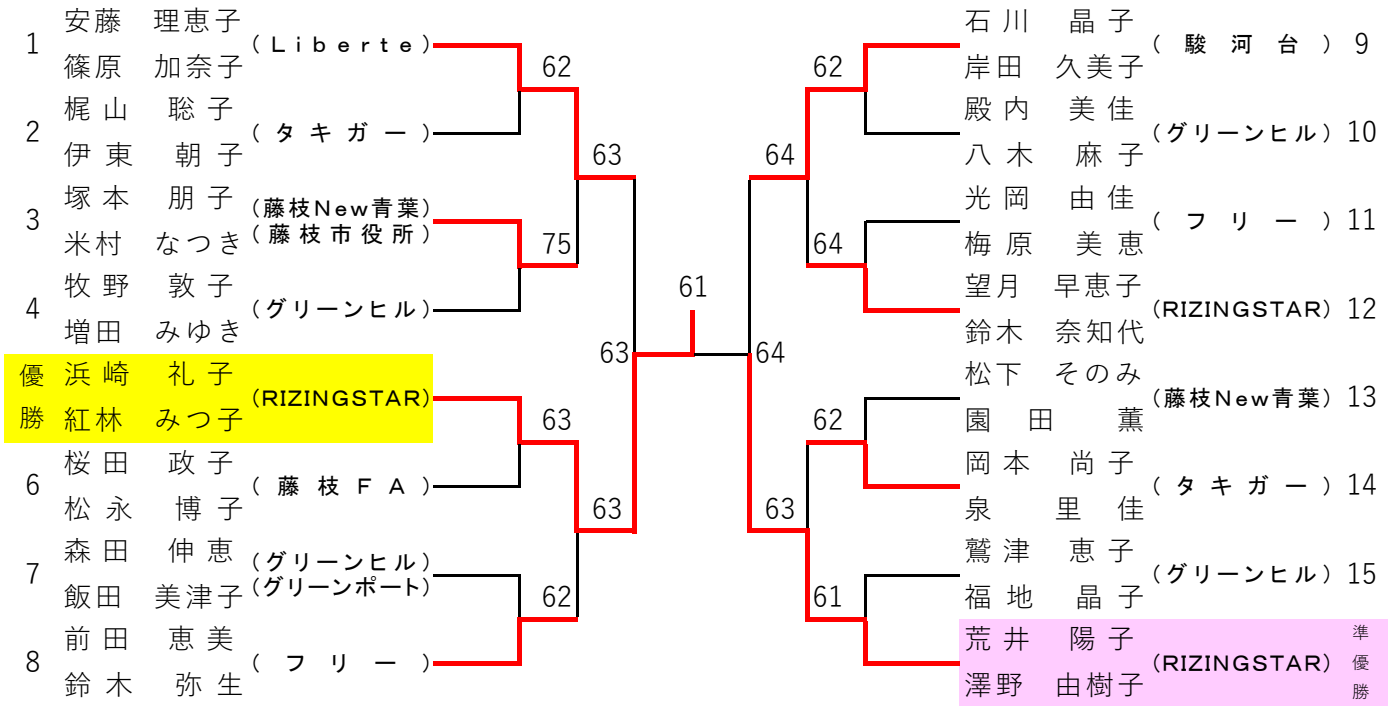 1 安藤 理恵子 (Liberte)
篠原 加奈子
62
2 梶山 聡子 (タキガー)
伊東 朝子
63
3 塚本 朋子 (藤枝New青葉)
米村 なつき (藤枝市役所)
75
4 牧野 敦子 (グリーンヒル)
増田 みゆき
63
優勝 浜崎 礼子 (RIZINGSTAR)
紅林 みつ子
63
6 桜田 政子 (藤枝FA)
松永 博子
63
7 森田 伸恵 (グリーンヒル)
飯田 美津子 (グリーンポート)
62
8 前田 恵美 (フリー)
鈴木 弥生
61
石川 晶子 (駿河台) 9
岸田 久美子
62
殿内 美佳 (グリーンヒル) 10
八木 麻子
64
光岡 由佳 (フリー) 11
梅原 美恵
64
望月 早恵子 (RIZINGSTAR) 12
鈴木 奈知代
64
松下 そのみ (藤枝New青葉) 13
園田 薫
62
岡本 尚子 (タキガー) 14
泉 里佳
63
鷲津 恵子 (グリーンヒル) 15
福地 晶子
61
荒井 陽子 (RIZINGSTAR) 準優勝
澤野 由樹子